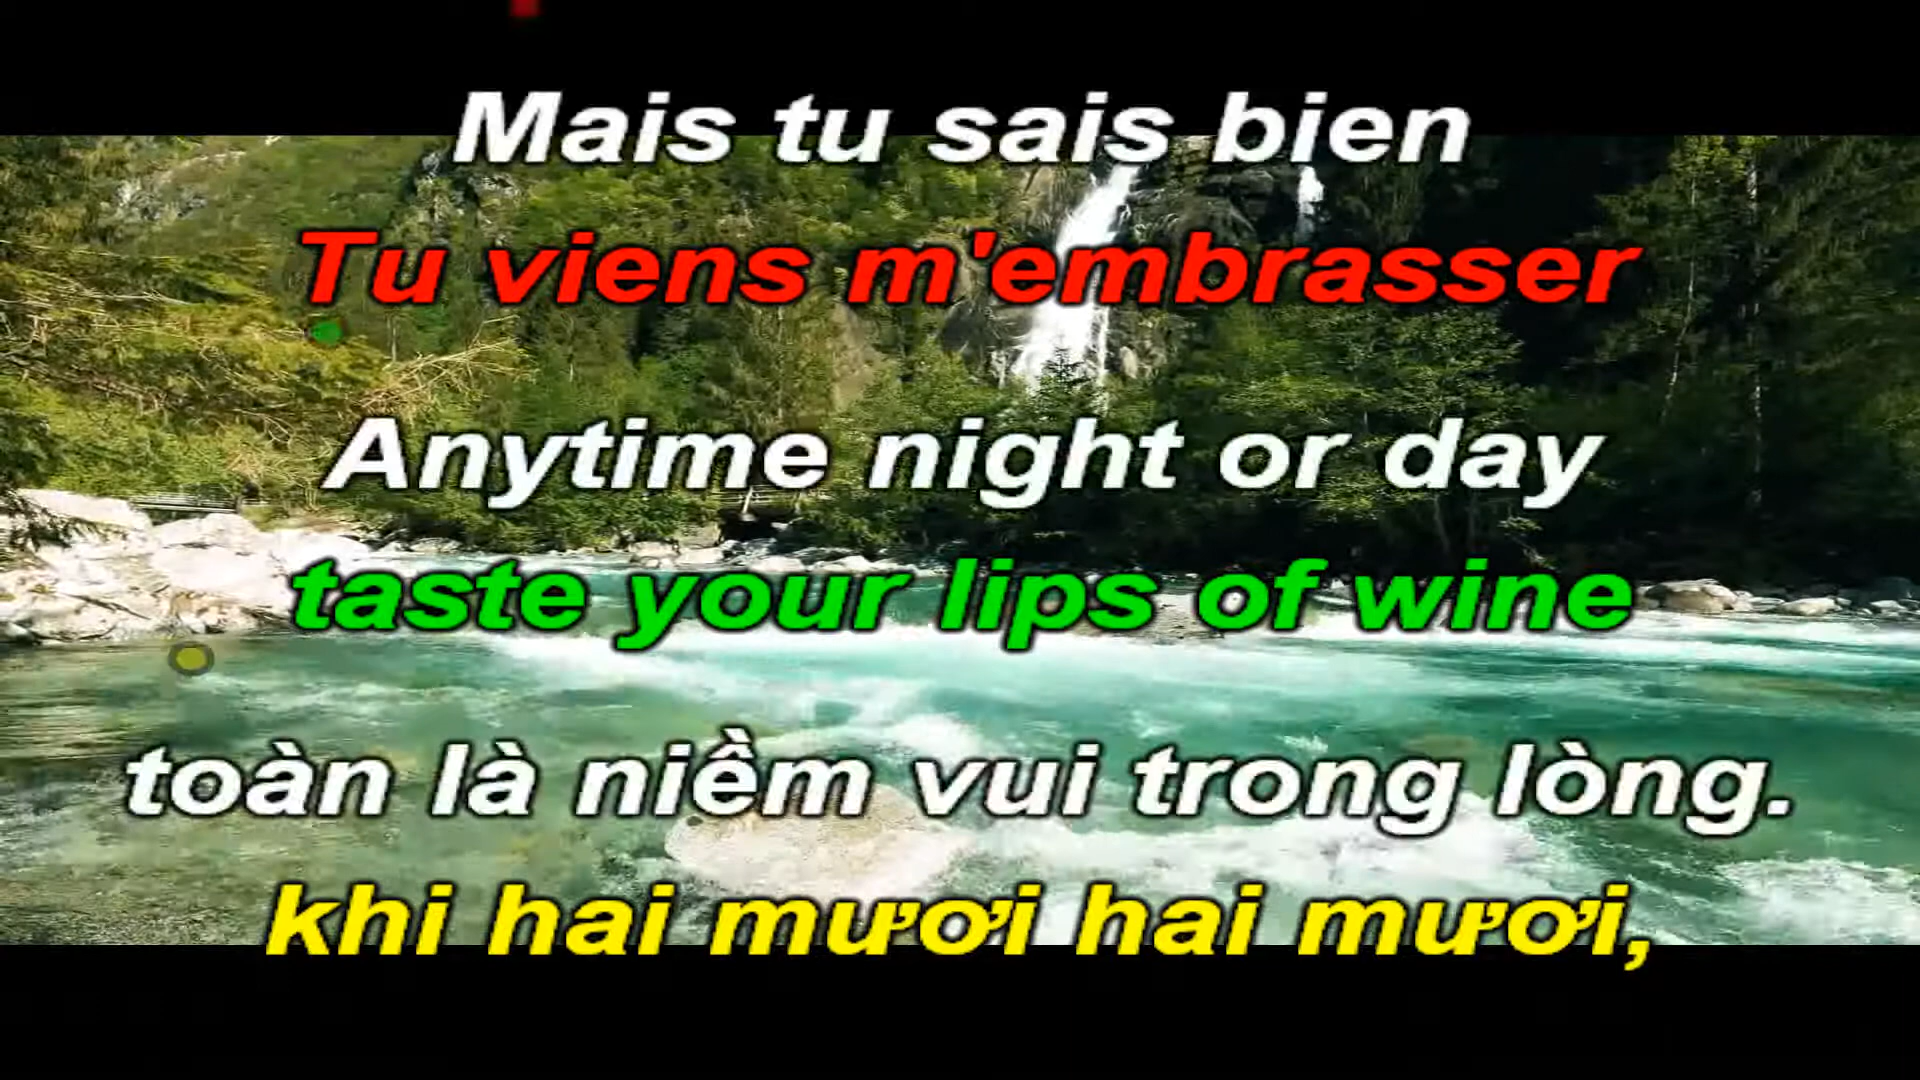 Mais tu sais bien
Tu viens m'embrasser
Anytime night or day
taste your lips of wine
toàn là niềm vui trong lòng.
khi hai mươi hai mươi,